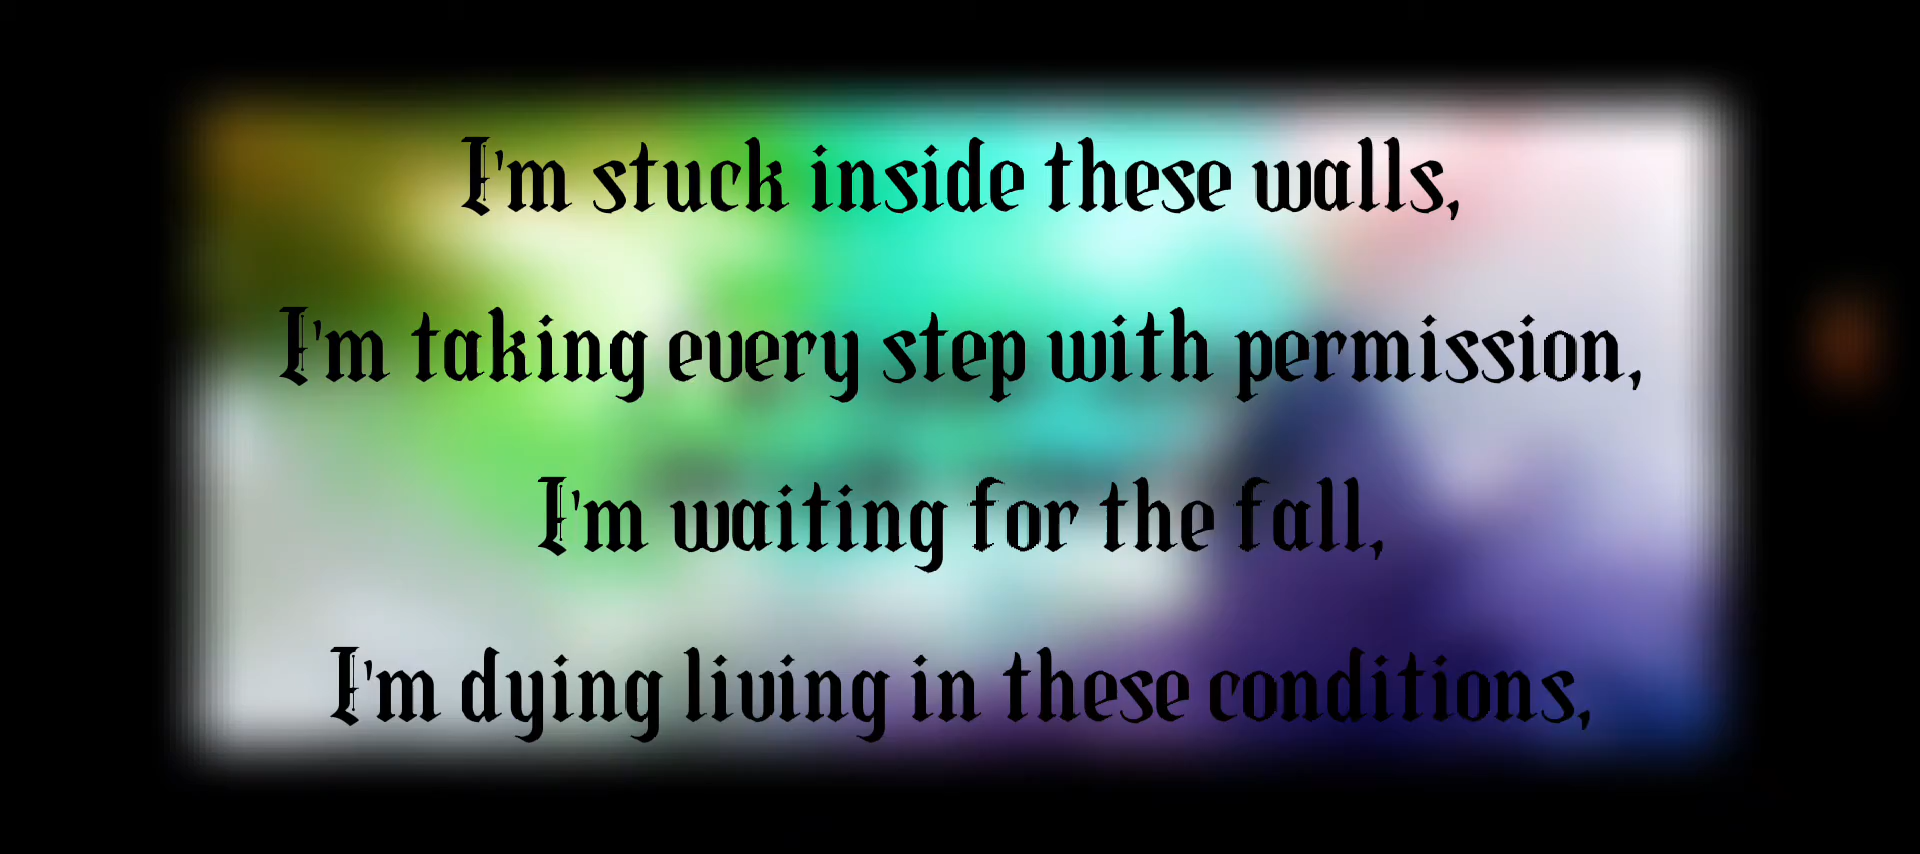 I'm stuck inside these walls,
I'm taking every step with permission,
I'm waiting for the fall,
I'm dying living in these conditions,